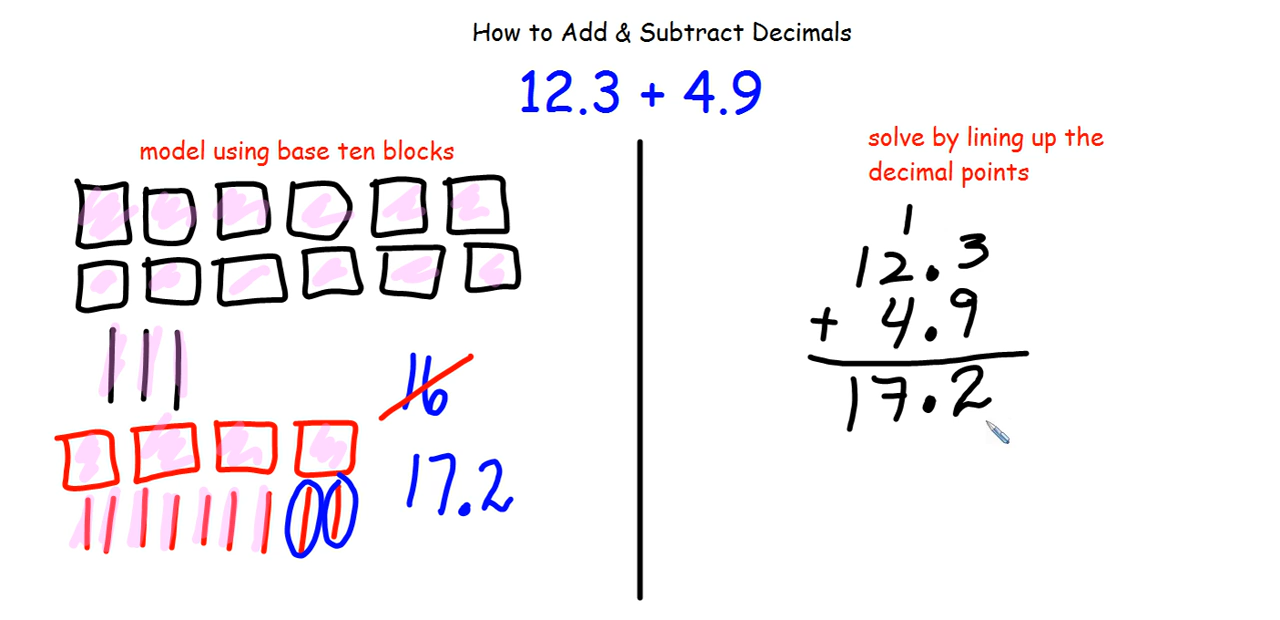 How to Add & Subtract Decimals
12.3 + 4.9
model using base ten blocks
16
17.2
solve by lining up the
decimal points
1
12.3
+ 4.9
17.2